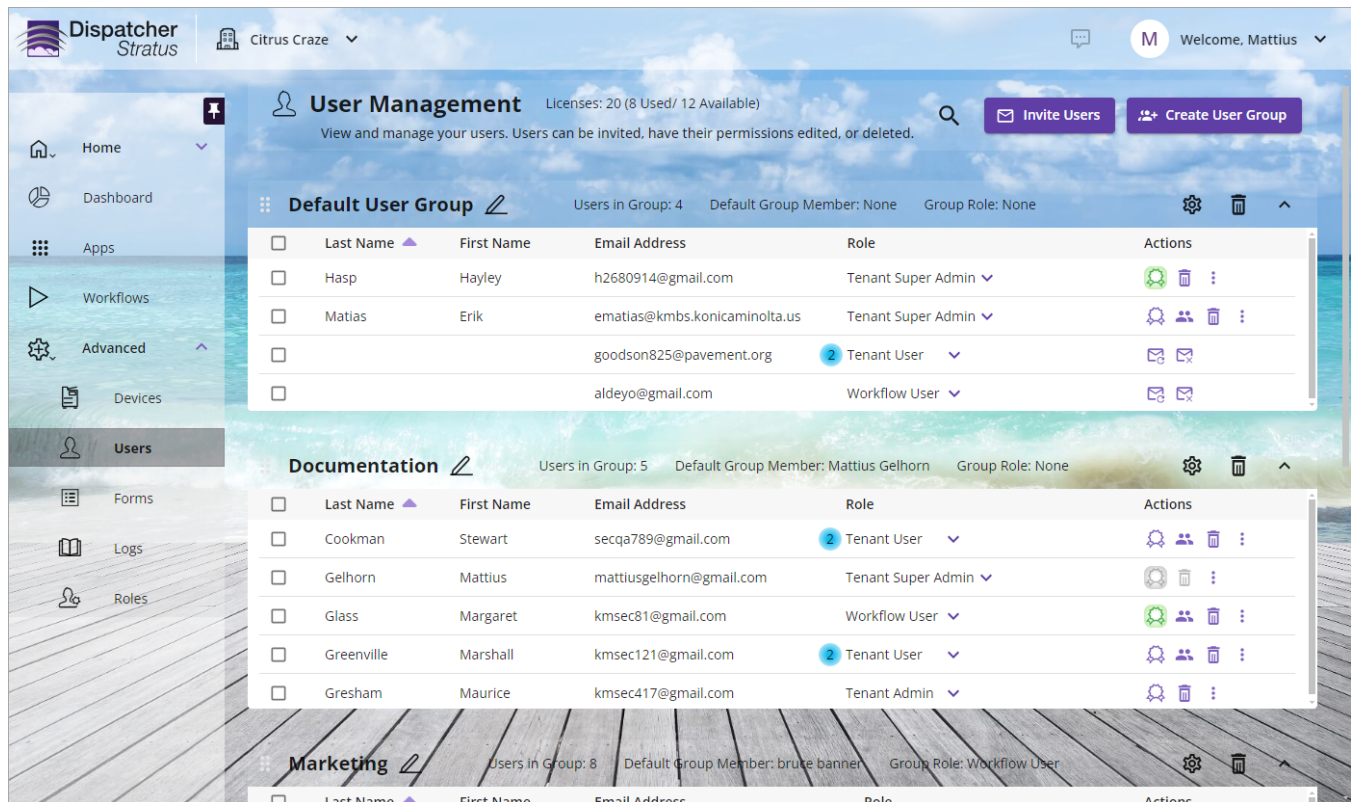 Dispatcher
Stratus
Citrus Craze
M
Welcome, Mattius
User Management
Licenses: 20 (8 Used/ 12 Available)
View and manage your users. Users can be invited, have their permissions edited, or deleted.
Invite Users
Create User Group
Home
Dashboard
Apps
Workflows
Advanced
Devices
Users
Forms
Logs
Roles
Default User Group Users in Group: 4 Default Group Member: None Group Role: None
Last Name First Name Email Address Role Actions
Hasp Hayley h2680914@gmail.com Tenant Super Admin
Matias Erik ematias@kmbs.konicaminolta.us Tenant Super Admin
goodson825@pavement.org 2 Tenant User
aldeyo@gmail.com Workflow User
Documentation Users in Group: 5 Default Group Member: Mattius Gelhorn Group Role: None
Last Name First Name Email Address Role Actions
Cookman Stewart secqa789@gmail.com 2 Tenant User
Gelhorn Mattius mattiusgelhorn@gmail.com Tenant Super Admin
Glass Margaret kmsec81@gmail.com Workflow User
Greenville Marshall kmsec121@gmail.com 2 Tenant User
Gresham Maurice kmsec417@gmail.com Tenant Admin
Marketing Users in Group: 8 Default Group Member: bruce banner Group Role: Workflow User
Last Name First Name Email Address Role Actions